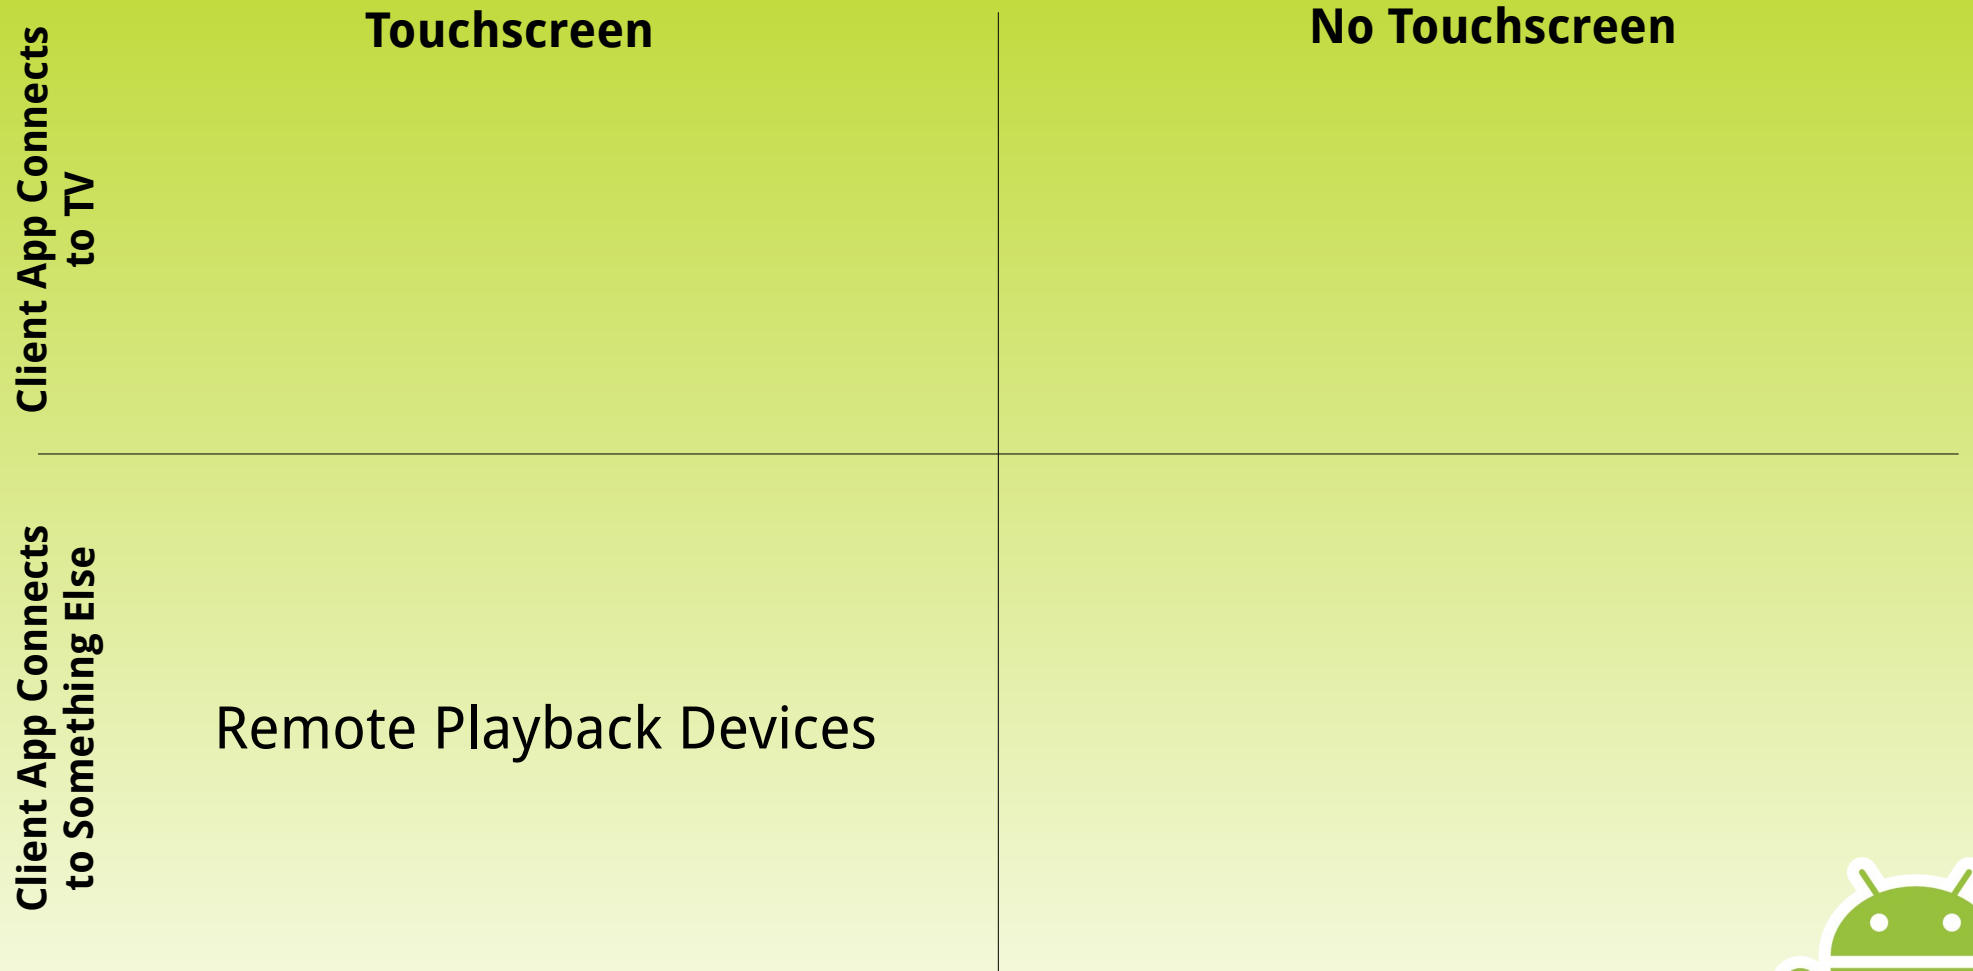 Touchscreen
No Touchscreen
Client App Connects
to TV
Client App Connects
to Something Else
Remote Playback Devices